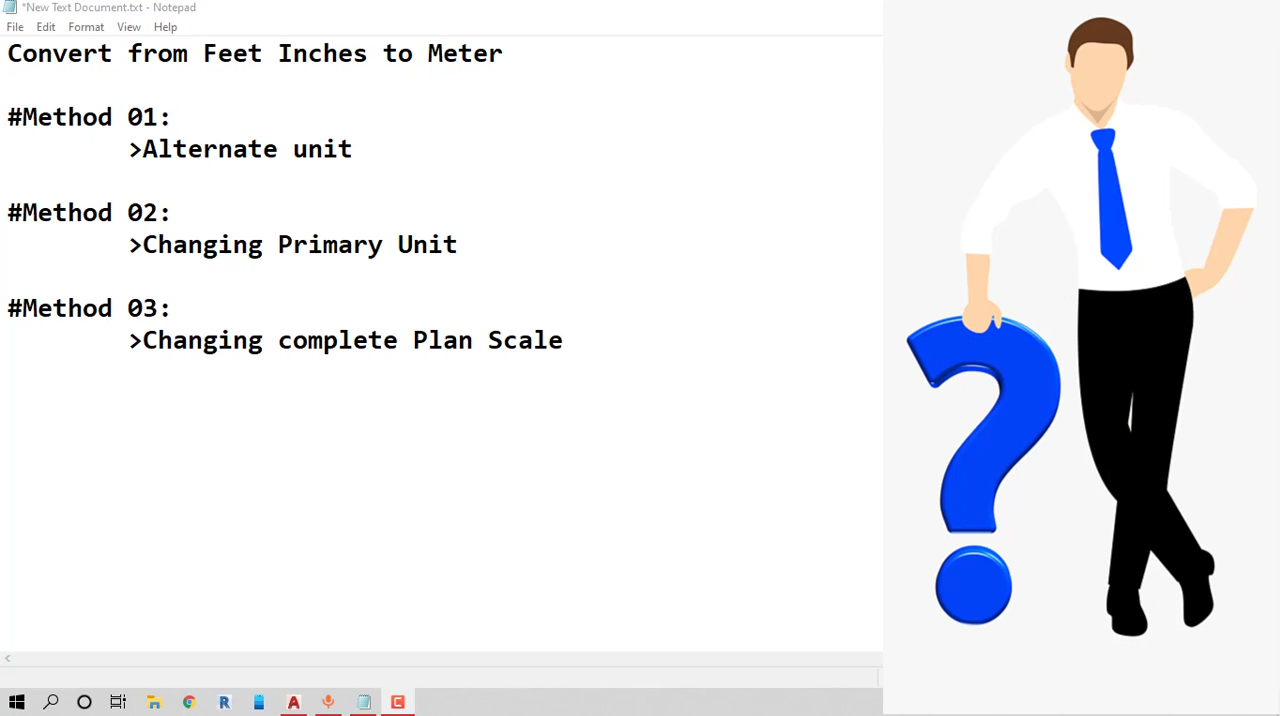 *New Text Document.txt - Notepad
File Edit Format View Help
Convert from Feet Inches to Meter
#Method 01:
>Alternate unit
#Method 02:
>Changing Primary Unit
#Method 03:
>Changing complete Plan Scale
R A C